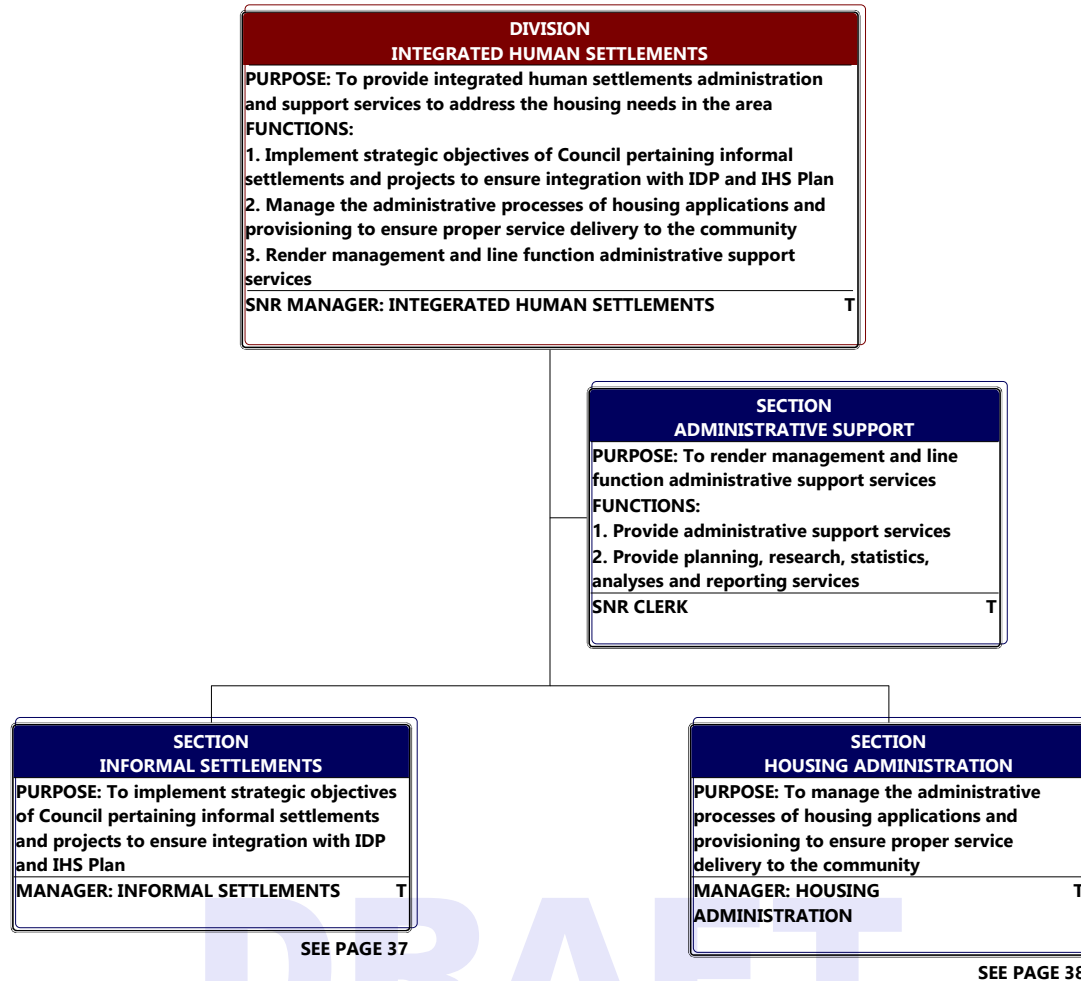 DIVISION
INTEGRATED HUMAN SETTLEMENTS
PURPOSE: To provide integrated human settlements administration
and support services to address the housing needs in the area
FUNCTIONS:
1. Implement strategic objectives of Council pertaining informal
settlements and projects to ensure integration with IDP and IHS Plan
2. Manage the administrative processes of housing applications and
provisioning to ensure proper service delivery to the community
3. Render management and line function administrative support
services
SNR MANAGER: INTEGERATED HUMAN SETTLEMENTS T
SECTION
ADMINISTRATIVE SUPPORT
PURPOSE: To render management and line
function administrative support services
FUNCTIONS:
1. Provide administrative support services
2. Provide planning, research, statistics,
analyses and reporting services
SNR CLERK T
SECTION
INFORMAL SETTLEMENTS
PURPOSE: To implement strategic objectives
of Council pertaining informal settlements
and projects to ensure integration with IDP
and IHS Plan
MANAGER: INFORMAL SETTLEMENTS T
SEE PAGE 37
SECTION
HOUSING ADMINISTRATION
PURPOSE: To manage the administrative
processes of housing applications and
provisioning to ensure proper service
delivery to the community
MANAGER: HOUSING T
ADMINISTRATION
SEE PAGE 38
DRAFT